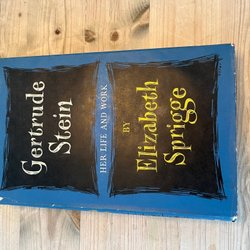 Gertrude
Stein
HER LIFE AND WORK
BY
Elizabeth
Sprigge